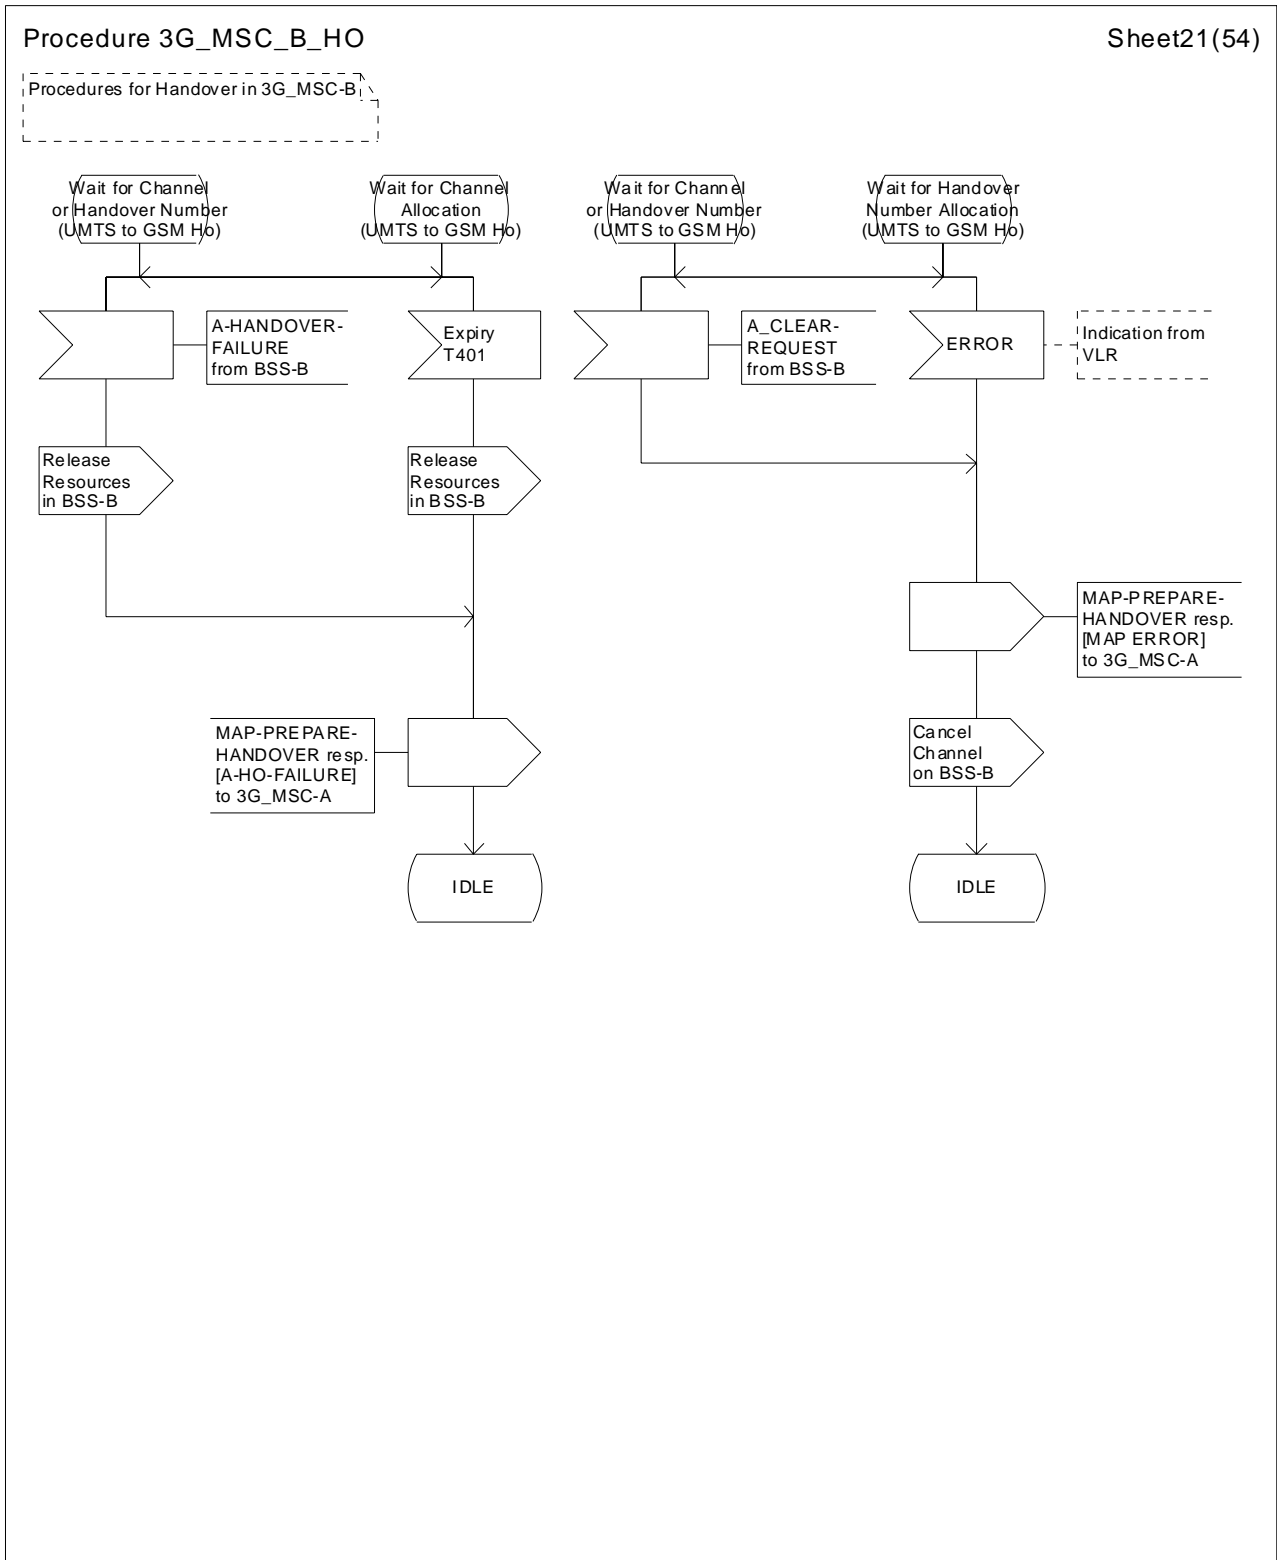 Procedure 3G_MSC_B_HO
Sheet21(54)
Procedures for Handover in 3G_MSC-B
Wait for Channel
or Handover Number
(UMTS to GSM Ho)
Wait for Channel
Allocation
(UMTS to GSM Ho)
Wait for Channel
or Handover Number
(UMTS to GSM Ho)
Wait for Handover
Number Allocation
(UMTS to GSM Ho)
A-HANDOVER-
FAILURE
from BSS-B
Expiry
T401
A_CLEAR-
REQUEST
from BSS-B
ERROR
Indication from
VLR
Release
Resources
in BSS-B
Release
Resources
in BSS-B
MAP-PREPARE-
HANDOVER resp.
[MAP ERROR]
to 3G_MSC-A
MAP-PREPARE-
HANDOVER resp.
[A-HO-FAILURE]
to 3G_MSC-A
Cancel
Channel
on BSS-B
IDLE
IDLE